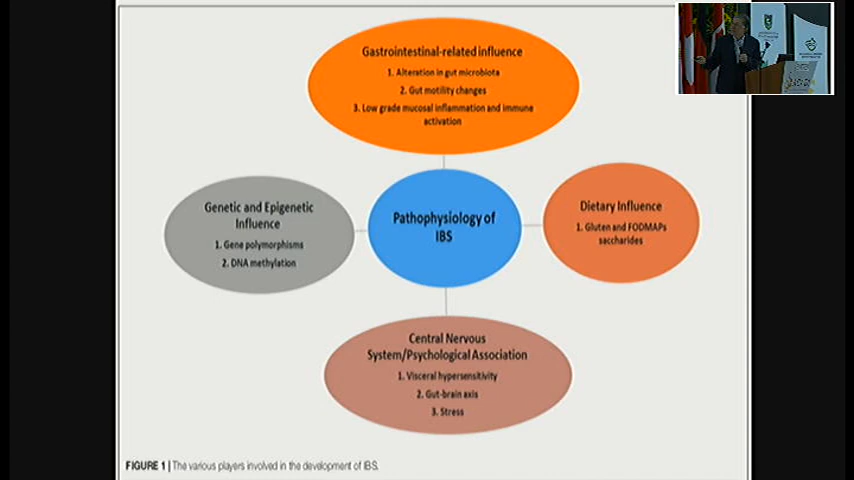 Gastrointestinal-related influence
1. Alteration in gut microbiota
2. Gut motility changes
3. Low grade mucosal inflammation and immune
activation
Genetic and Epigenetic
Influence
1. Gene polymorphisms
2. DNA methylation
Pathophysiology of
IBS
Dietary Influence
1. Gluten and FODMAPs
saccharides
Central Nervous
System/Psychological Association
1. Visceral hypersensitivity
2. Gut-brain axis
3. Stress
FIGURE 1 | The various players involved in the development of IBS.